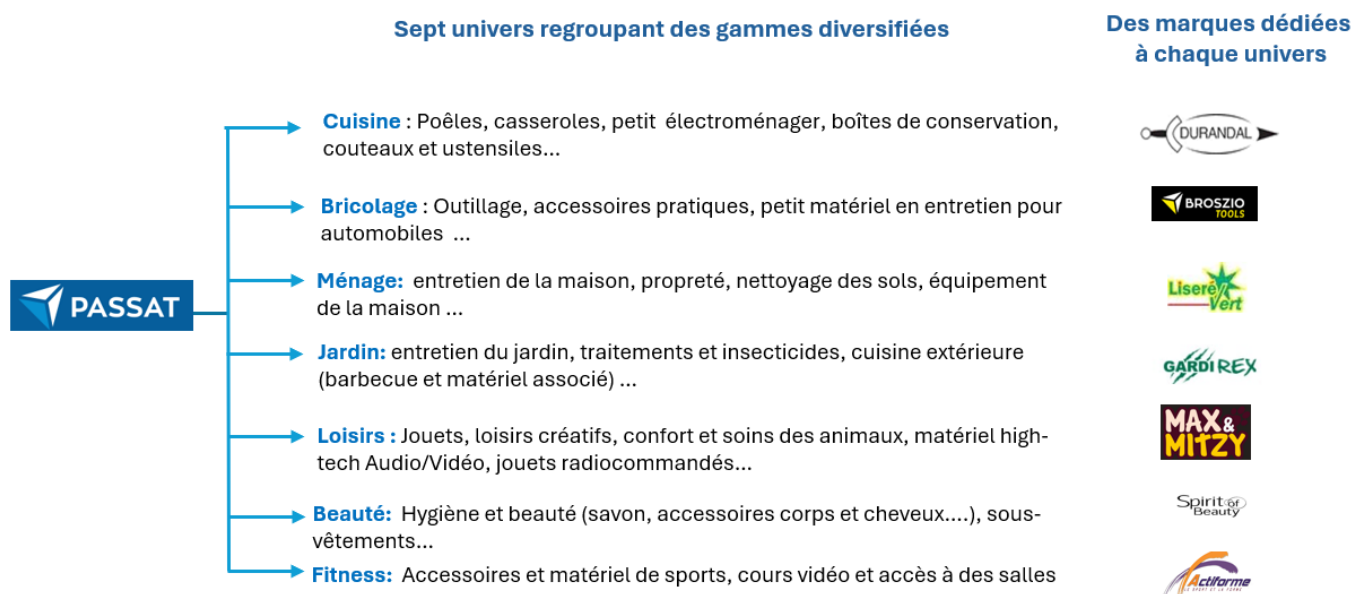 Sept univers regroupant des gammes diversifiées
Des marques dédiées
à chaque univers
Cuisine : Poêles, casseroles, petit électroménager, boîtes de conservation,
couteaux et ustensiles...
DURANDAL
Bricolage : Outillage, accessoires pratiques, petit matériel en entretien pour
automobiles ...
BROSZIO
TOOLS
PASSAT
Ménage: entretien de la maison, propreté, nettoyage des sols, équipement
de la maison ...
Liseré
Vert
Jardin: entretien du jardin, traitements et insecticides, cuisine extérieure
(barbecue et matériel associé) ...
GARDIREX
Loisirs : Jouets, loisirs créatifs, confort et soins des animaux, matériel high-
tech Audio/Vidéo, jouets radiocommandés...
MAX &
MITZY
Beauté: Hygiène et beauté (savon, accessoires corps et cheveux....), sous-
vêtements...
Spirit of
Beauty
Fitness: Accessoires et matériel de sports, cours vidéo et accès à des salles
Actiforme
LE SPORT ET LA FORME